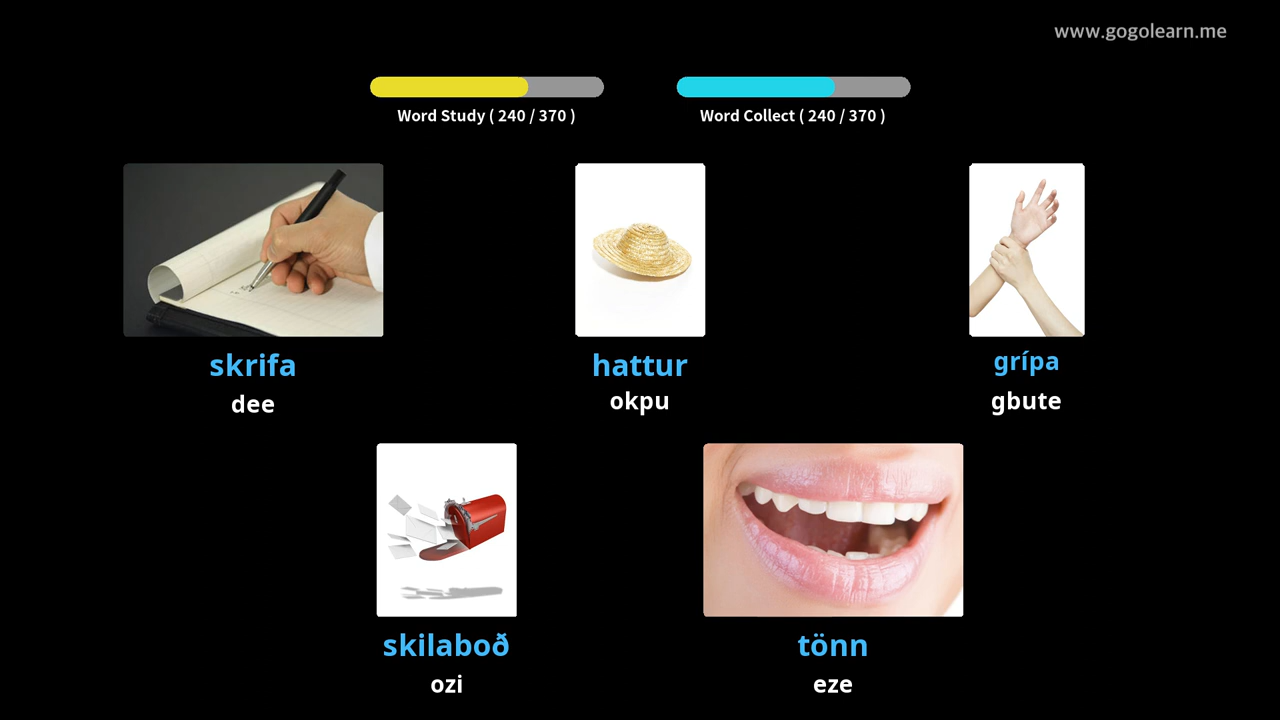 www.gogolearn.me
Word Study ( 240 / 370 )
Word Collect ( 240 / 370 )
skrifa
dee
hattur
okpu
grípa
gbute
skilaboð
ozi
tönn
eze